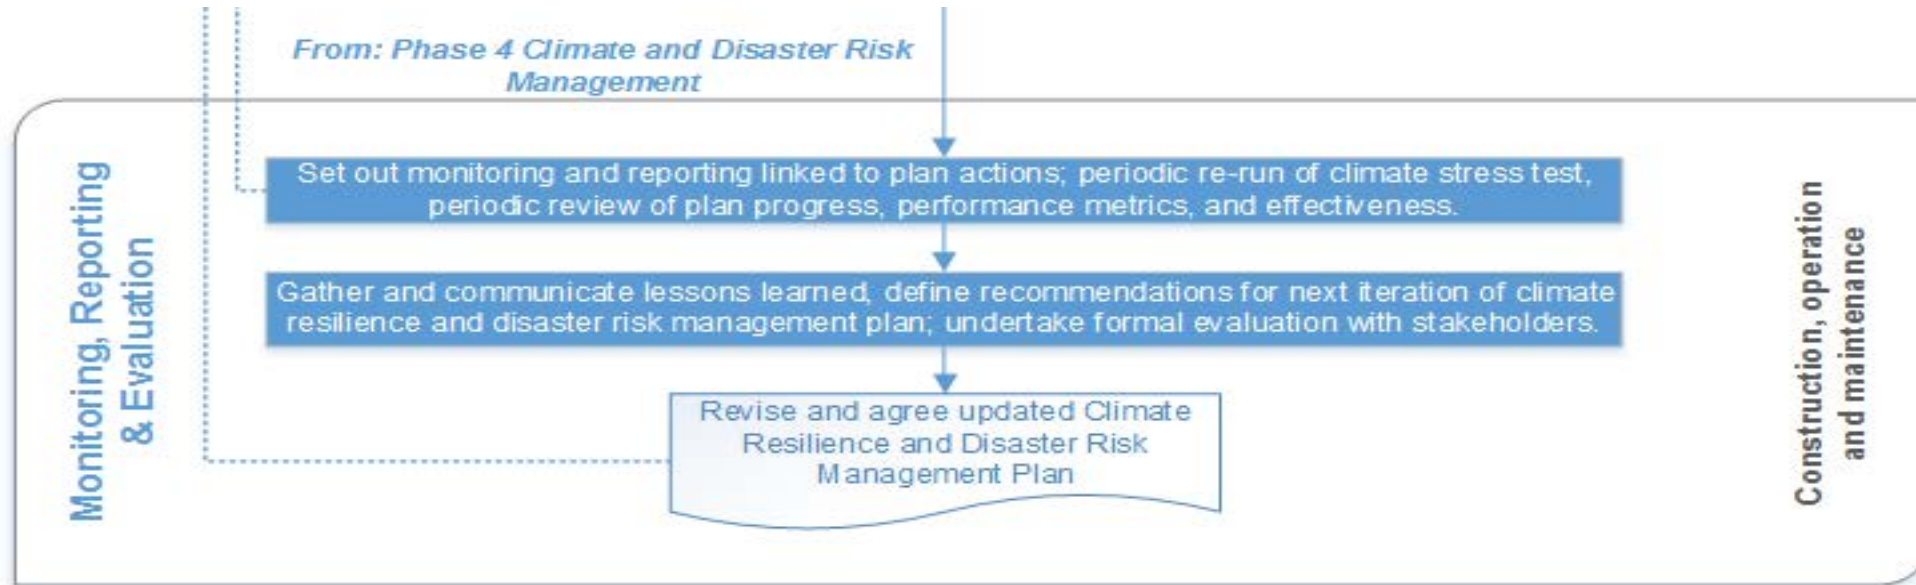 From: Phase 4 Climate and Disaster Risk
Management
Monitoring, Reporting
& Evaluation
Set out monitoring and reporting linked to plan actions; periodic re-run of climate stress test,
periodic review of plan progress, performance metrics, and effectiveness.
Gather and communicate lessons learned, define recommendations for next iteration of climate
resilience and disaster risk management plan; undertake formal evaluation with stakeholders.
Revise and agree updated Climate
Resilience and Disaster Risk
Management Plan
Construction, operation
and maintenance